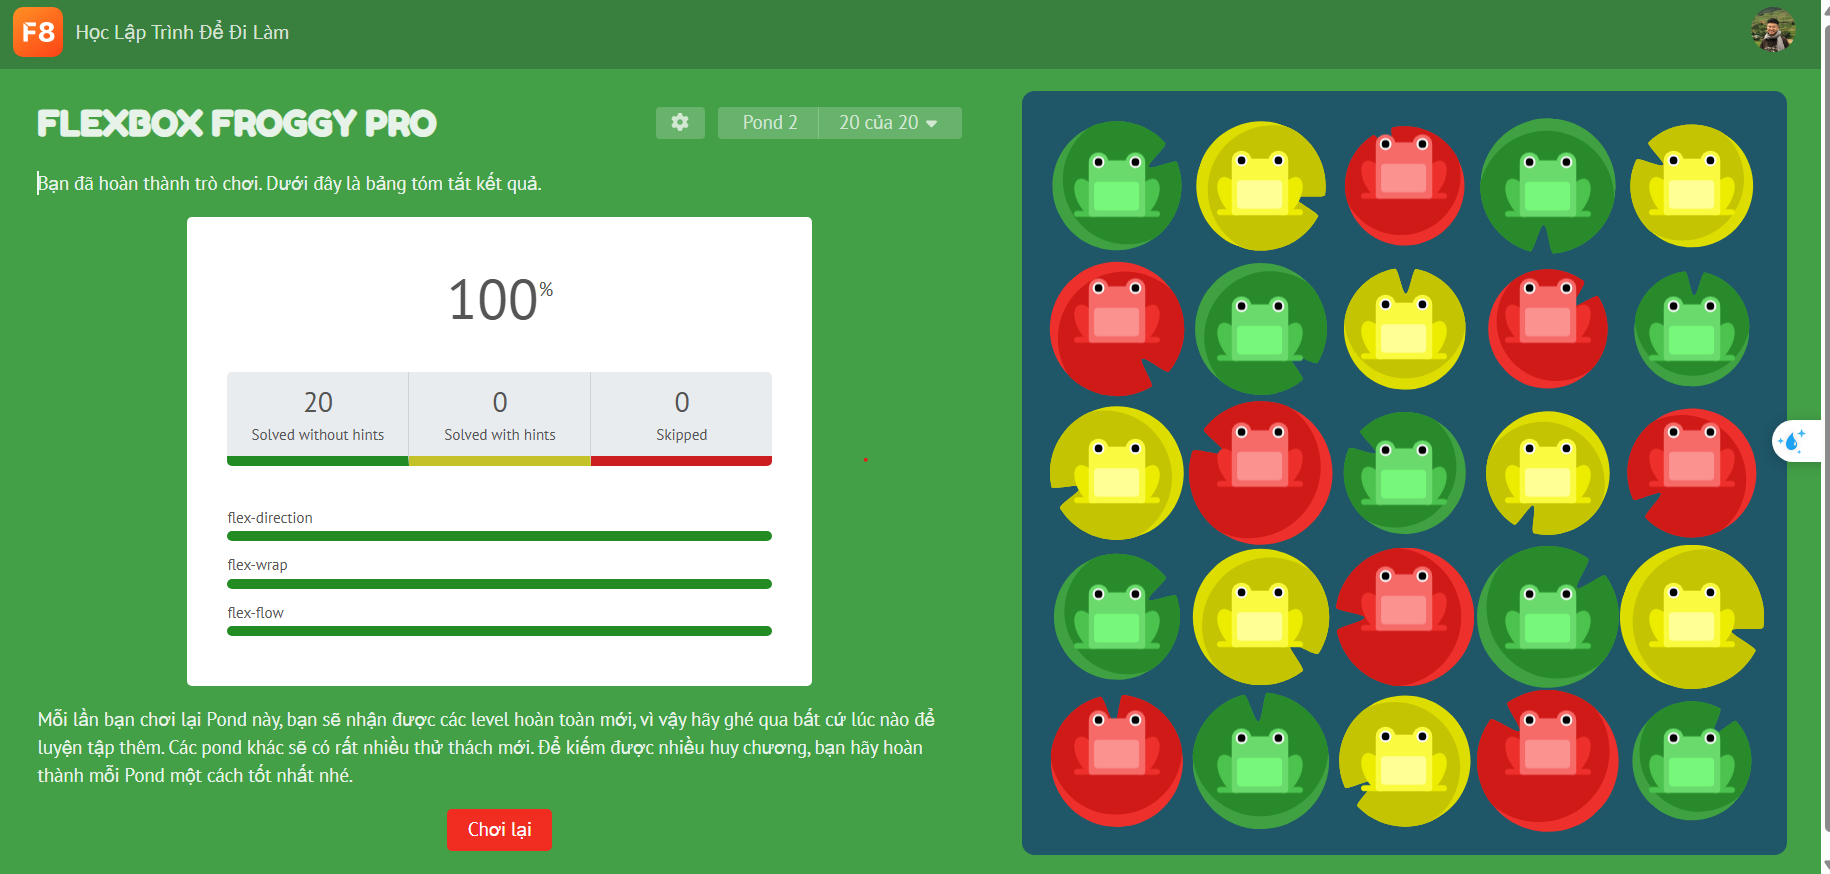 F8
Học Lập Trình Để Đi Làm
FLEXBOX FROGGY PRO
Pond 2
20 của 20
Bạn đã hoàn thành trò chơi. Dưới đây là bảng tóm tắt kết quả.
100%
20
Solved without hints
0
Solved with hints
0
Skipped
flex-direction
flex-wrap
flex-flow
Mỗi lần bạn chơi lại Pond này, bạn sẽ nhận được các level hoàn toàn mới, vì vậy hãy ghé qua bất cứ lúc nào để
luyện tập thêm. Các pond khác sẽ có rất nhiều thử thách mới. Để kiếm được nhiều huy chương, bạn hãy hoàn
thành mỗi Pond một cách tốt nhất nhé.
Chơi lại